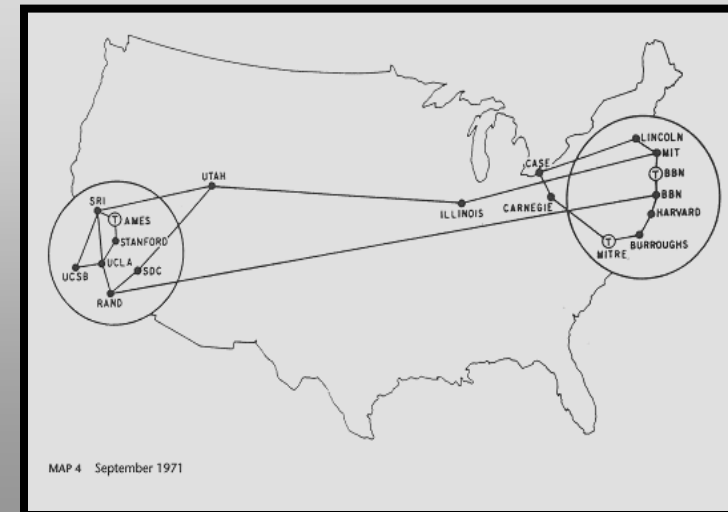 LINCOLN
MIT
CASE
T BBN
UTAH
BBN
SRI
ILLINOIS
CARNEGIE
T AMES
HARVARD
STANFORD
T
BURROUGHS
MITRE
UCLA
SDC
UCSB
RAND
MAP 4 September 1971